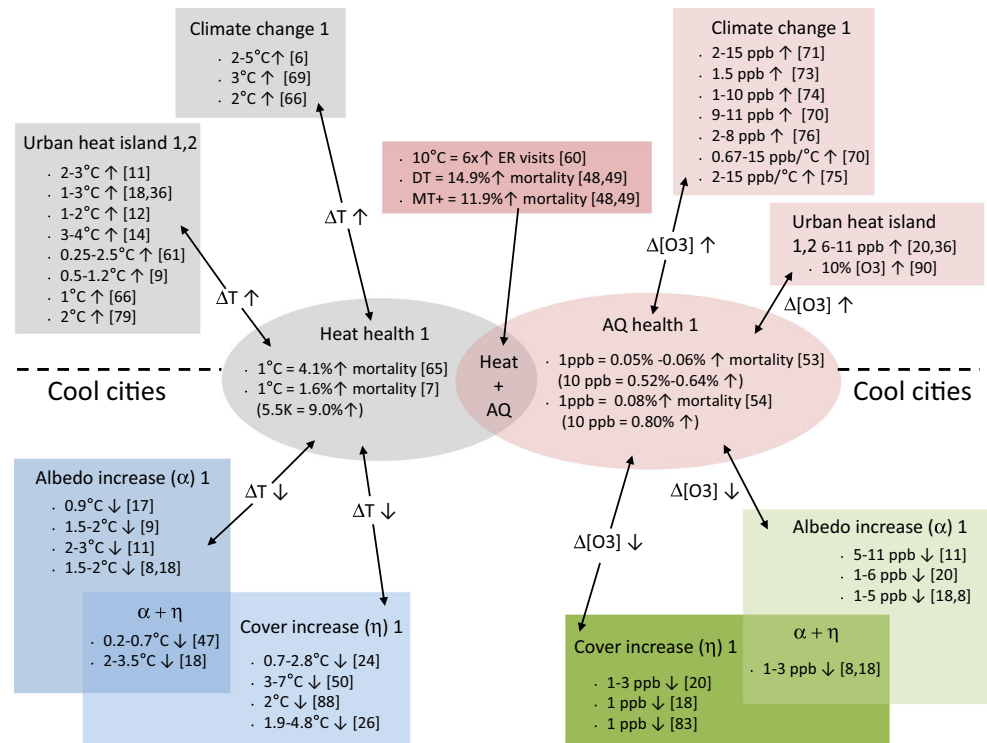 Climate change 1
· 2-5°C↑ [6]
· 3°C ↑ [69]
· 2°C ↑ [66]
Climate change 1
· 2-15 ppb ↑ [71]
· 1.5 ppb ↑ [73]
· 1-10 ppb ↑ [74]
· 9-11 ppb ↑ [70]
· 2-8 ppb ↑ [76]
· 0.67-15 ppb/°C ↑ [70]
· 2-15 ppb/°C ↑ [75]
Urban heat island 1,2
· 2-3°C ↑ [11]
· 1-3°C ↑ [18,36]
· 1-2°C ↑ [12]
· 3-4°C ↑ [14]
· 0.25-2.5°C ↑ [61]
· 0.5-1.2°C ↑ [9]
· 1°C ↑ [66]
· 2°C ↑ [79]
· 10°C = 6x↑ ER visits [60]
· DT = 14.9%↑ mortality [48,49]
· MT+ = 11.9%↑ mortality [48,49]
Urban heat island
1,2 6-11 ppb ↑ [20,36]
· 10% [O3] ↑ [90]
ΔT ↑
ΔT ↑
Δ[O3] ↑
Δ[O3] ↑
Heat health 1
· 1°C = 4.1%↑ mortality [65]
· 1°C = 1.6%↑ mortality [7]
(5.5K = 9.0%↑)
Heat
+
AQ
AQ health 1
· 1ppb = 0.05% -0.06% ↑ mortality [53]
(10 ppb = 0.52%-0.64% ↑)
· 1ppb = 0.08%↑ mortality [54]
(10 ppb = 0.80% ↑)
Cool cities
Cool cities
ΔT ↓
ΔT ↓
Δ[O3] ↓
Δ[O3] ↓
Albedo increase (α) 1
· 0.9°C ↓ [17]
· 1.5-2°C ↓ [9]
· 2-3°C ↓ [11]
· 1.5-2°C ↓ [8,18]
α + η
· 0.2-0.7°C ↓ [47]
· 2-3.5°C ↓ [18]
Cover increase (η) 1
· 0.7-2.8°C ↓ [24]
· 3-7°C ↓ [50]
· 2°C ↓ [88]
· 1.9-4.8°C ↓ [26]
Albedo increase (α) 1
· 5-11 ppb ↓ [11]
· 1-6 ppb ↓ [20]
· 1-5 ppb ↓ [18,8]
α + η
· 1-3 ppb ↓ [8,18]
Cover increase (η) 1
· 1-3 ppb ↓ [20]
· 1 ppb ↓ [18]
· 1 ppb ↓ [83]